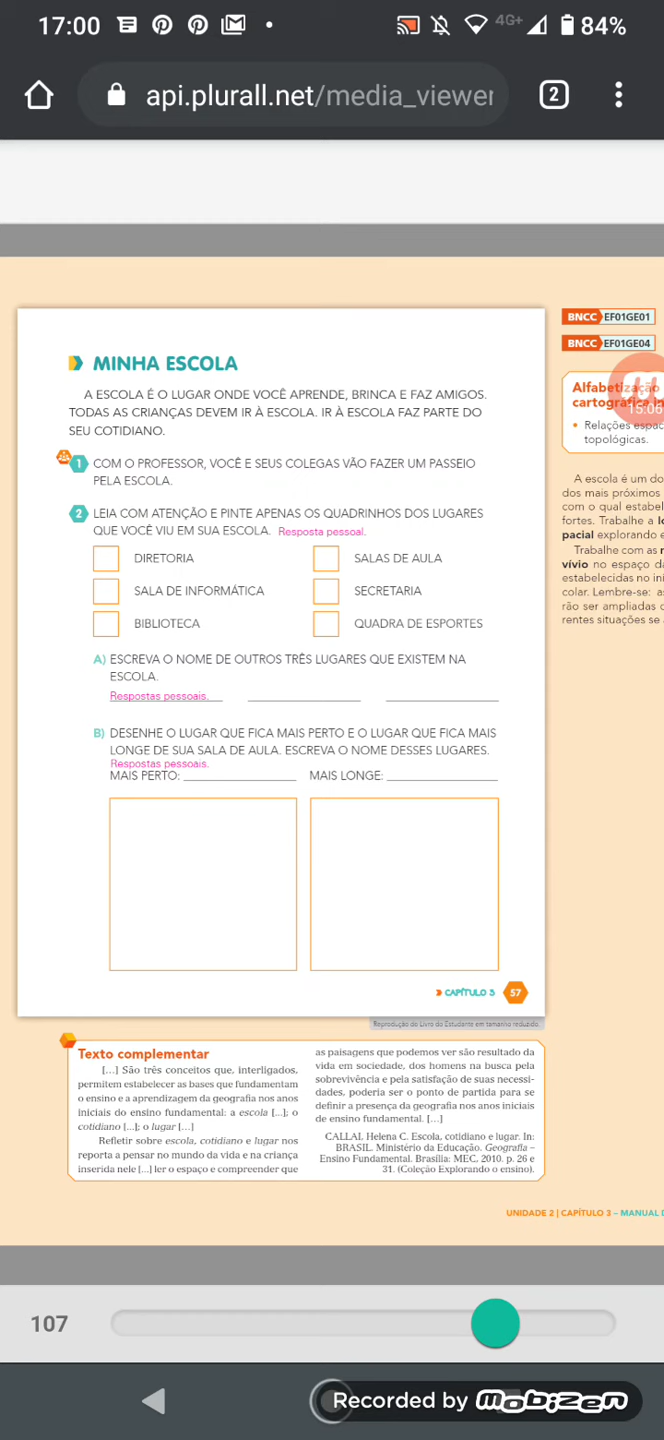 17:00
4G+
84%
api.plurall.net/media_viewer
2
MINHA ESCOLA
A ESCOLA É O LUGAR ONDE VOCÊ APRENDE, BRINCA E FAZ AMIGOS.
TODAS AS CRIANÇAS DEVEM IR À ESCOLA. IR À ESCOLA FAZ PARTE DO
SEU COTIDIANO.
1 COM O PROFESSOR, VOCÊ E SEUS COLEGAS VÃO FAZER UM PASSEIO
PELA ESCOLA.
2 LEIA COM ATENÇÃO E PINTE APENAS OS QUADRINHOS DOS LUGARES
QUE VOCÊ VIU EM SUA ESCOLA. Resposta pessoal.
DIRETORIA SALAS DE AULA
SALA DE INFORMÁTICA SECRETARIA
BIBLIOTECA QUADRA DE ESPORTES
A) ESCREVA O NOME DE OUTROS TRÊS LUGARES QUE EXISTEM NA
ESCOLA.
Respostas pessoais.
B) DESENHE O LUGAR QUE FICA MAIS PERTO E O LUGAR QUE FICA MAIS
LONGE DE SUA SALA DE AULA. ESCREVA O NOME DESSES LUGARES.
Respostas pessoais.
MAIS PERTO: MAIS LONGE:
CAPÍTULO 3 57
Reprodução do Livro do Estudante em tamanho reduzido.
BNCC EF01GE01
BNCC EF01GE04
Alfabetização
cartográfica
15:06
• Relações
topológicas.
A escola é um
dos mais próximos
com o qual
fortes. Trabalhe a
explorando
Trabalhe com as
no espaço
estabelecidas no
Lembre-se:
rão ser ampliadas
rentes situações se
Texto complementar
[...] São três conceitos que, interligados,
permitem estabelecer as bases que fundamentam
o ensino e a aprendizagem da geografia nos anos
iniciais do ensino fundamental: a escola [...]; o
cotidiano [...]; o lugar [...]
Refletir sobre escola, cotidiano e lugar nos
reporta a pensar no mundo da vida e na criança
inserida nele [...] ler o espaço e compreender que
as paisagens que podemos ver são resultado da
vida em sociedade, dos homens na busca pela
sobrevivência e pela satisfação de suas necessi-
dades, poderia ser o ponto de partida para se
definir a presença da geografia nos anos iniciais
de ensino fundamental. [...]
CALLAI, Helena C. Escola, cotidiano e lugar. In:
BRASIL. Ministério da Educação. Geografia –
Ensino Fundamental. Brasília: MEC, 2010. p. 26 e
31. (Coleção Explorando o ensino).
UNIDADE 2 | CAPÍTULO 3 – MANUAL
107
Recorded by mobizen